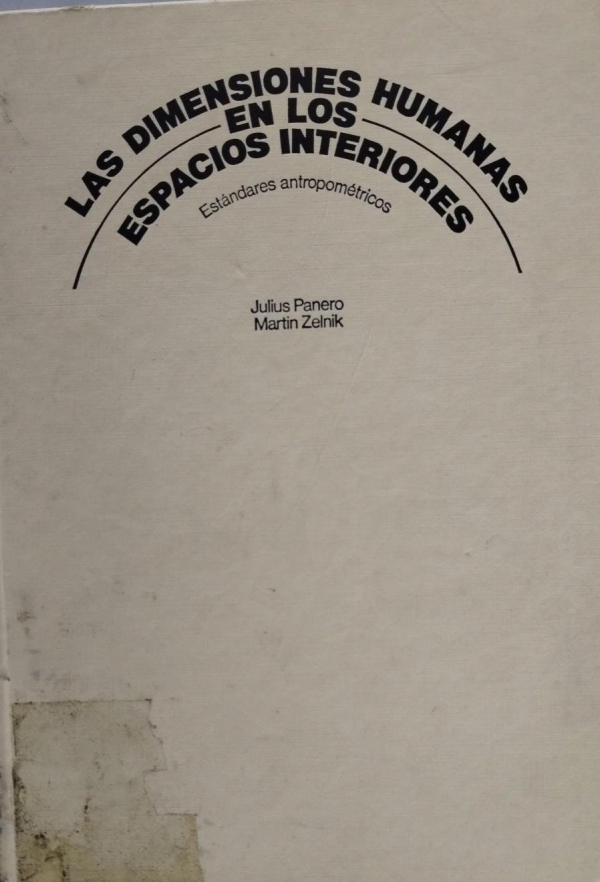 LAS DIMENSIONES HUMANAS
EN LOS
ESPACIOS INTERIORES
Estándares antropométricos
Julius Panero
Martin Zelnik